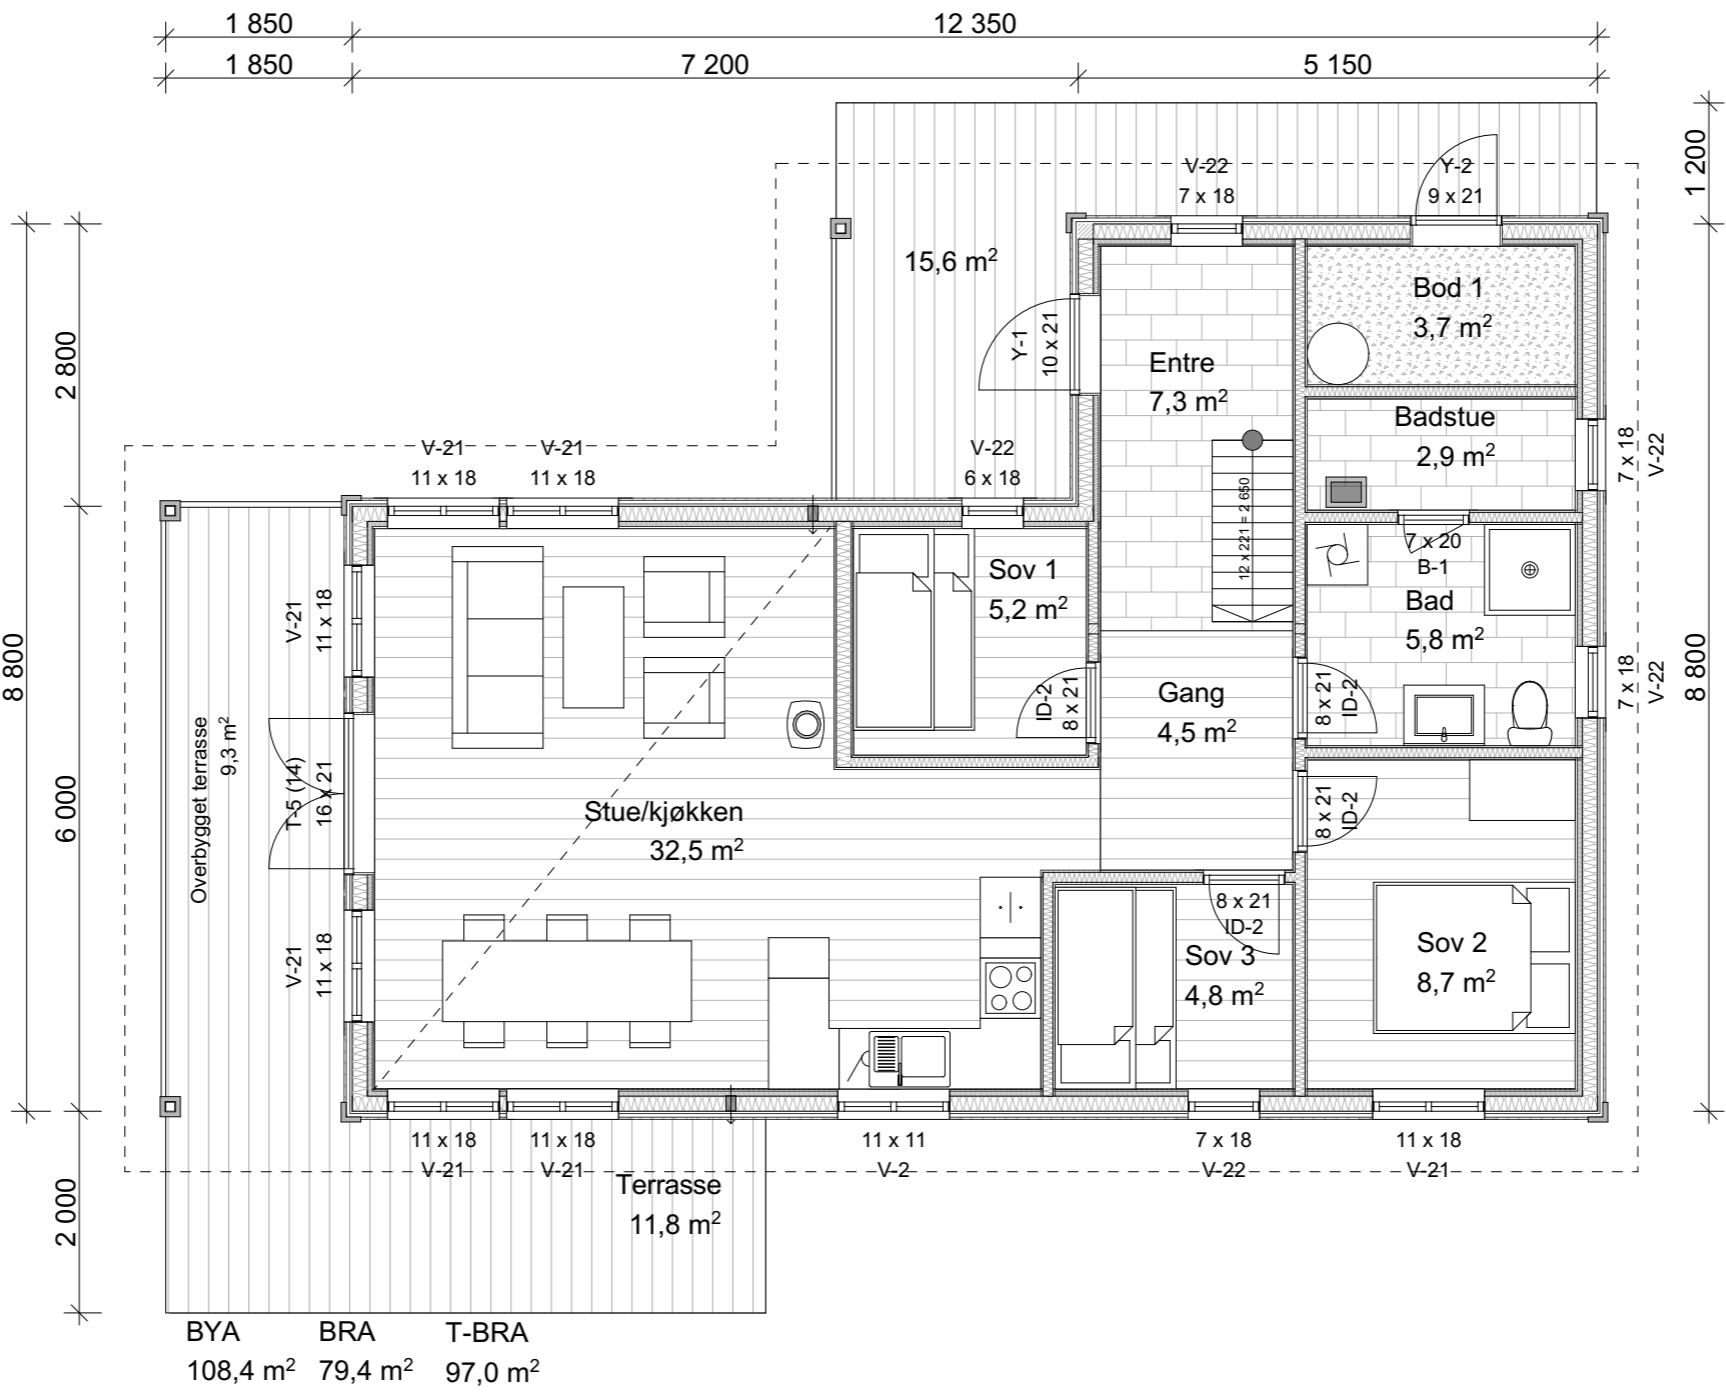 1 850
12 350
1 850
7 200
5 150
1 200
V-22
7 x 18
Y-2
9 x 21
15,6 m²
Bod 1
3,7 m²
2 800
Y-1
10 x 21
Entre
7,3 m²
Badstue
2,9 m²
7 x 18
V-22
V-21
11 x 18
V-21
11 x 18
V-22
6 x 18
12 x 221 = 2 650
7 x 20
B-1
Sov 1
5,2 m²
Bad
5,8 m²
V-21
11 x 18
8 800
8 800
ID-2
8 x 21
Gang
4,5 m²
8 x 21
ID-2
7 x 18
V-22
Overbygget terrasse
9,3 m²
T-5 (14)
16 x 21
6 000
Stue/kjøkken
32,5 m²
8 x 21
ID-2
8 x 21
ID-2
V-21
11 x 18
Sov 3
4,8 m²
Sov 2
8,7 m²
11 x 18
V-21
11 x 18
V-21
11 x 11
V-2
7 x 18
V-22
11 x 18
V-21
Terrasse
11,8 m²
2 000
BYA BRA T-BRA
108,4 m² 79,4 m² 97,0 m²